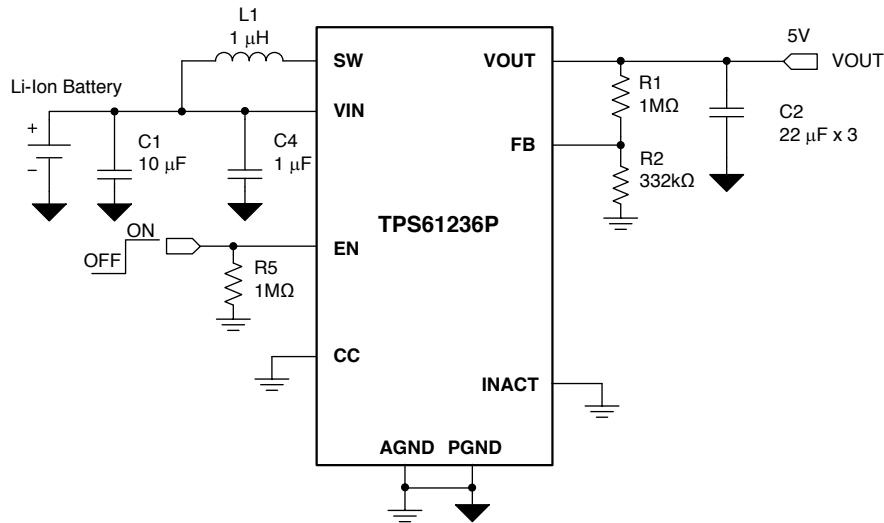 L1
1 μH
SW
VOUT
5V
VOUT
R1
1MΩ
Li-Ion Battery
+
−
VIN
C1
10 μF
C4
1 μF
C2
22 μF x 3
FB
R2
332kΩ
TPS61236P
ON
OFF
EN
R5
1MΩ
CC
INACT
AGND PGND